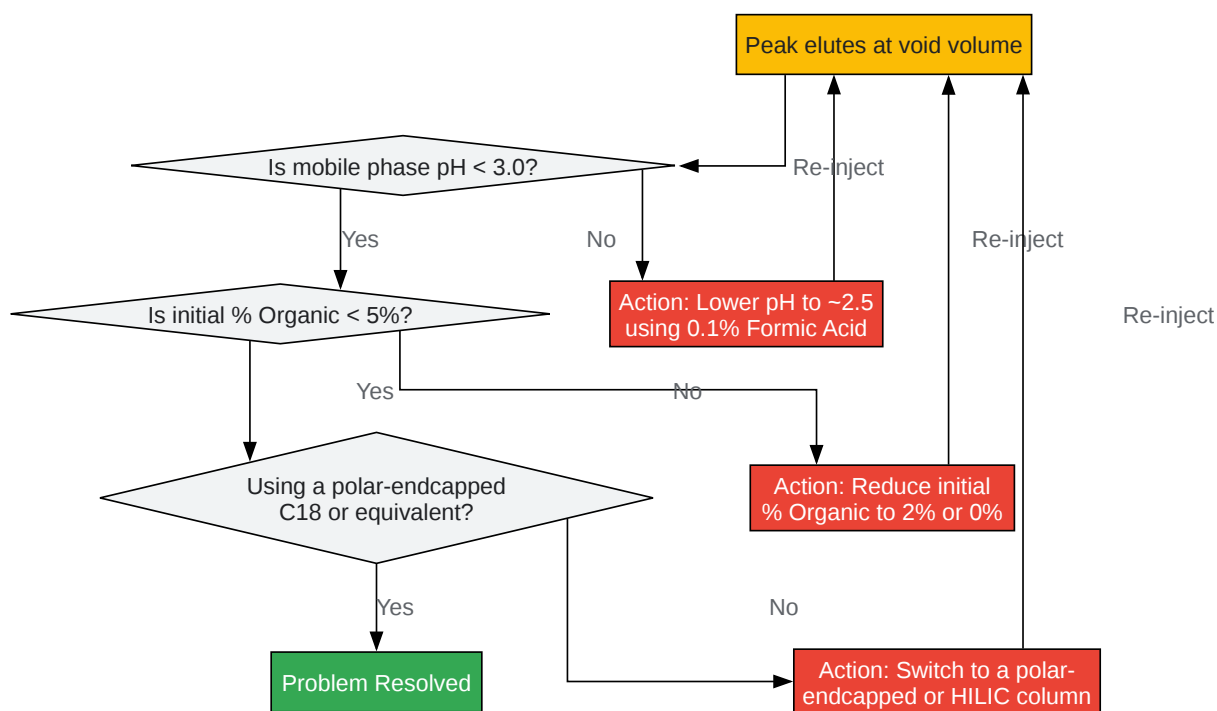 Peak elutes at void volume
Is mobile phase pH < 3.0?
Re-inject
Yes
No
Re-inject
Is initial % Organic < 5%?
Action: Lower pH to ~2.5
using 0.1% Formic Acid
Re-inject
Yes
No
Using a polar-endcapped
C18 or equivalent?
Action: Reduce initial
% Organic to 2% or 0%
Yes
No
Problem Resolved
Action: Switch to a polar-
endcapped or HILIC column